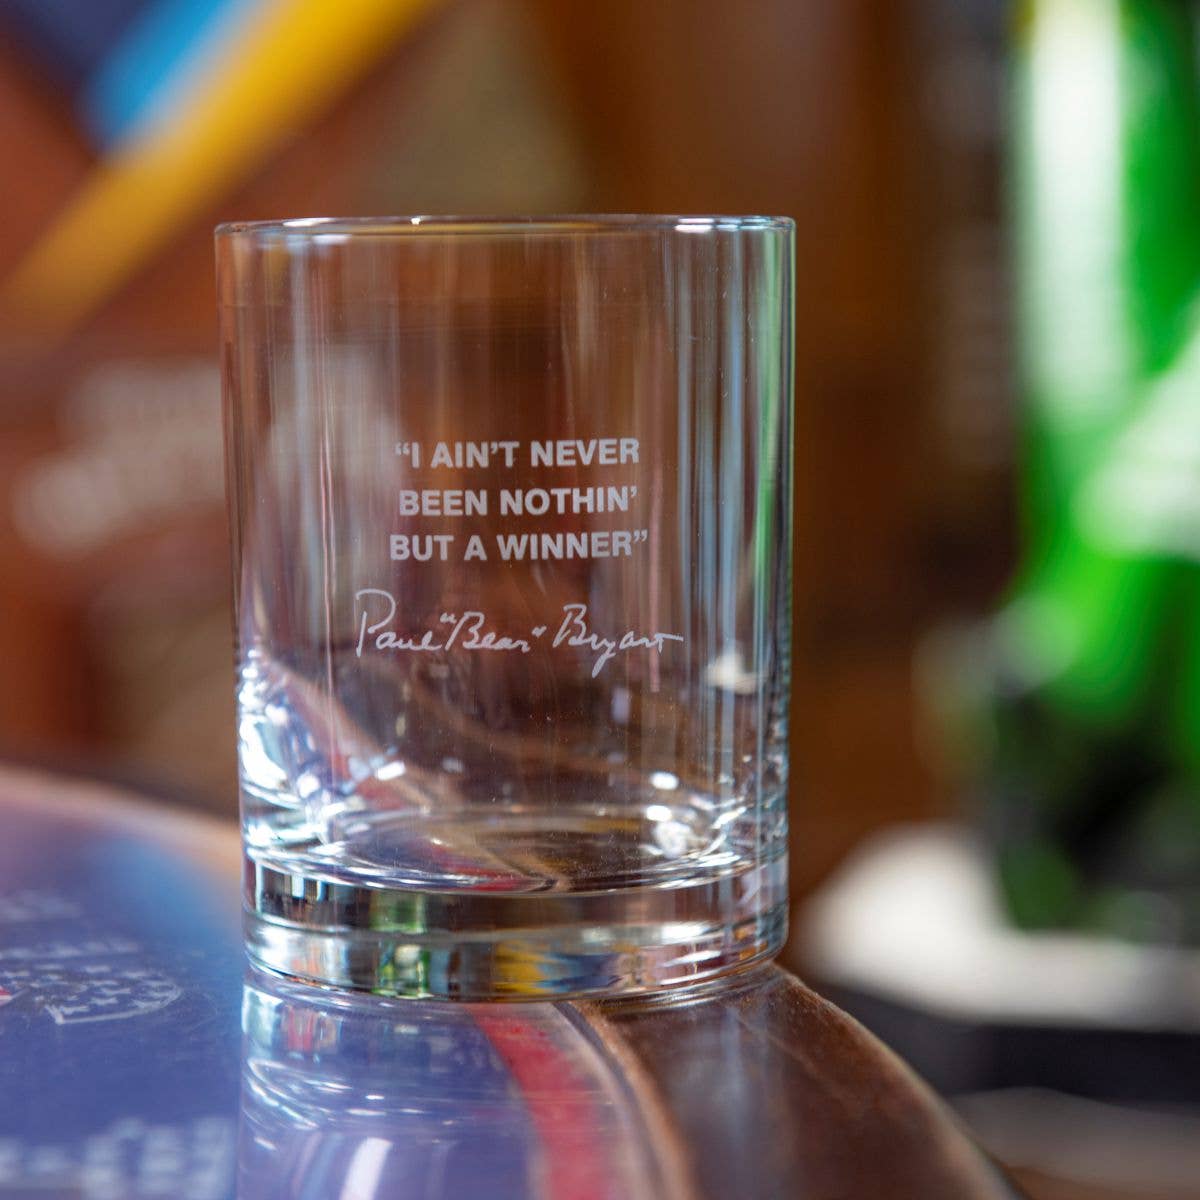 “I AIN’T NEVER
BEEN NOTHIN’
BUT A WINNER”
Paul "Bear" Bryant